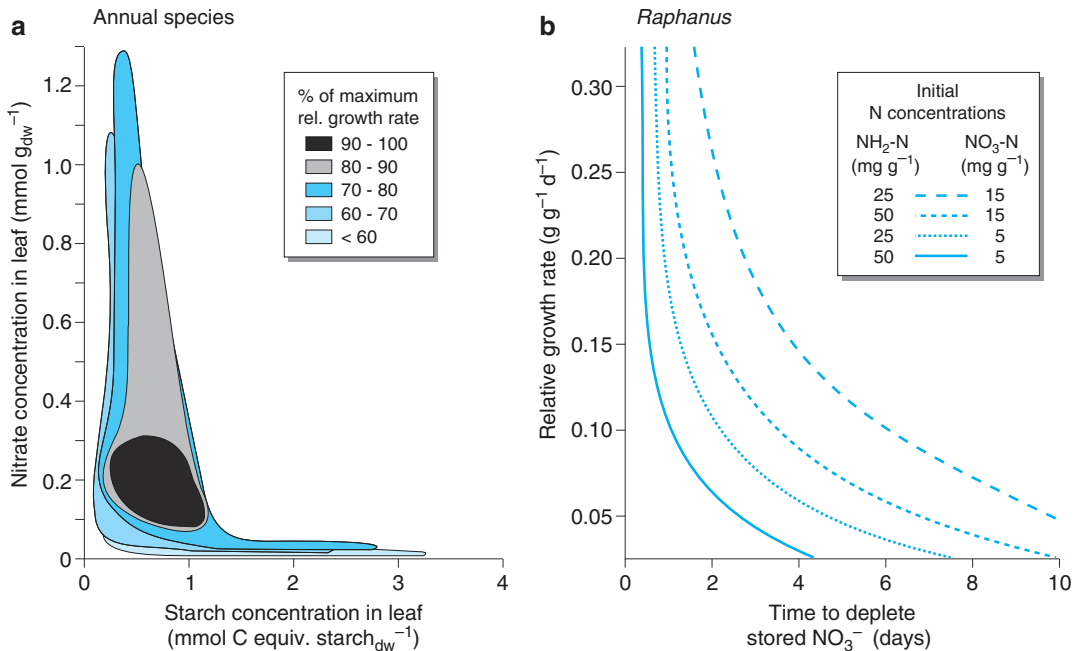 a
Annual species
Nitrate concentration in leaf (mmol g_dw⁻¹)
1.2
1.0
0.8
0.6
0.4
0.2
0
0
1
2
3
4
Starch concentration in leaf
(mmol C equiv. starch_dw⁻¹)
% of maximum
rel. growth rate
90 - 100
80 - 90
70 - 80
60 - 70
< 60
b
Raphanus
Relative growth rate (g g⁻¹ d⁻¹)
0.30
0.25
0.20
0.15
0.10
0.05
0
2
4
6
8
10
Time to deplete
stored NO₃⁻ (days)
Initial
N concentrations
NH₂-N NO₃-N
(mg g⁻¹) (mg g⁻¹)
25 15
50 15
25 5
50 5